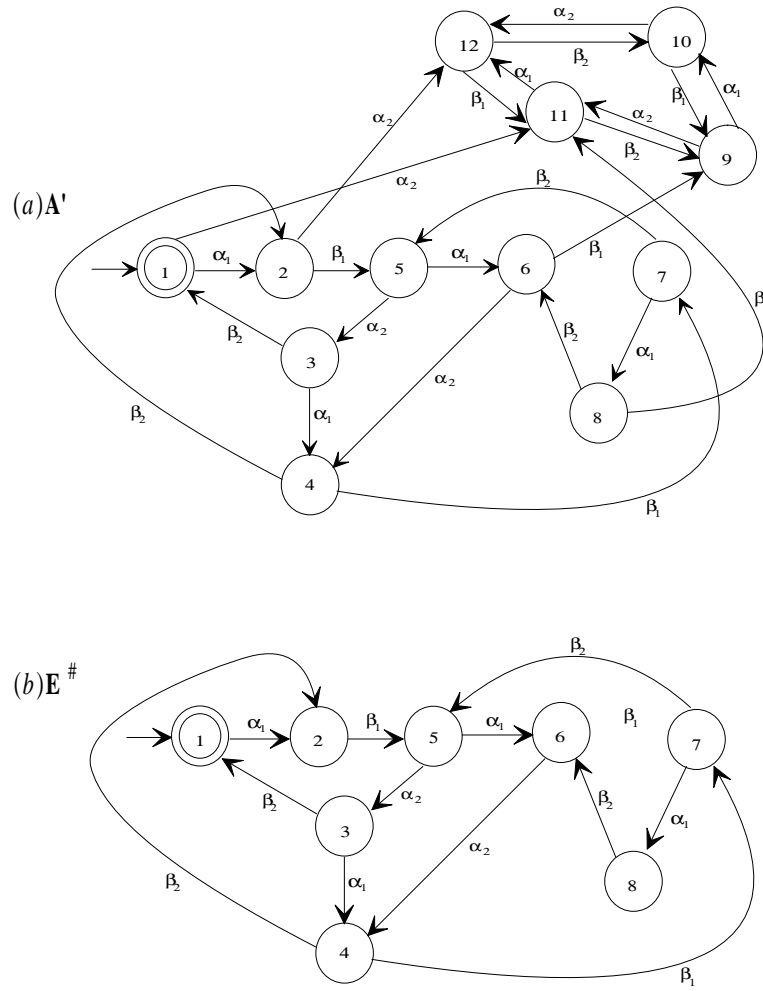 α₂
12
10
β₂
α₁
β₁
β₁
α₁
11
α₂
α₂
β₂
9
(a)A'
α₂
β₂
1
α₁
2
β₁
5
α₁
6
β₁
7
β₂
3
α₂
β₂
α₁
β
α₂
8
β₂
α₁
4
β₁
(b)E #
β₂
1
α₁
2
β₁
5
α₁
6
β₁
7
β₂
3
α₂
β₂
α₁
β₂
α₁
α₂
8
4
β₁